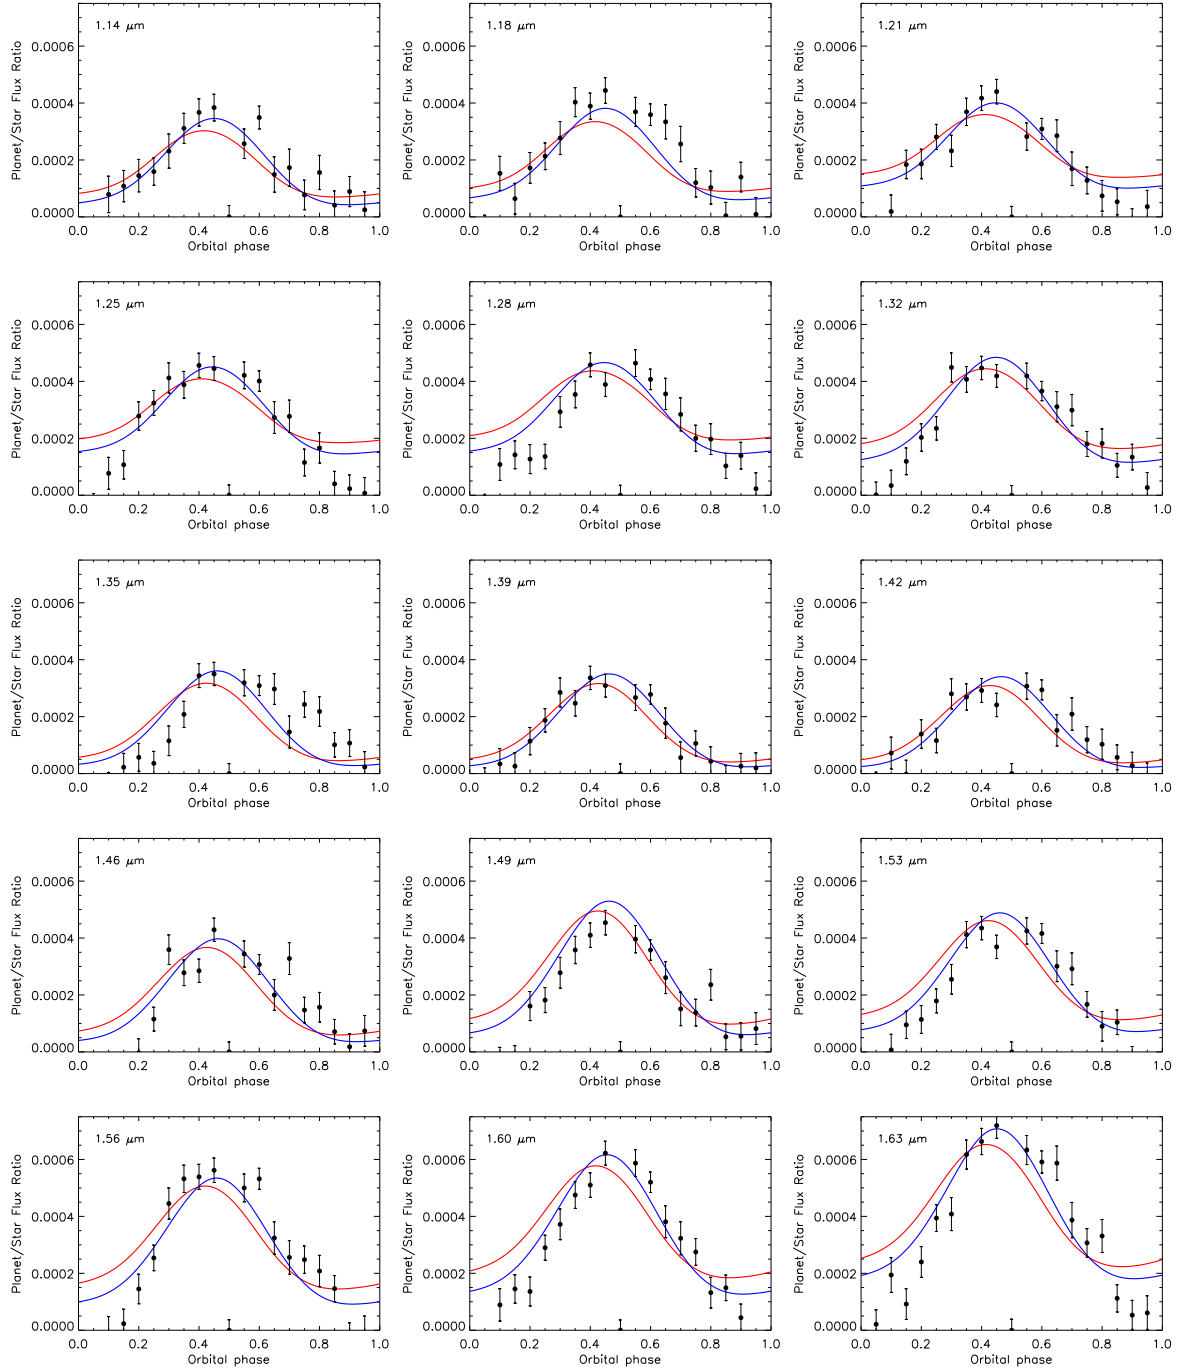 1.14 μm
1.18 μm
1.21 μm
Planet/Star Flux Ratio
Planet/Star Flux Ratio
Planet/Star Flux Ratio
0.0006
0.0004
0.0002
0.0000
0.0006
0.0004
0.0002
0.0000
0.0006
0.0004
0.0002
0.0000
0.0 0.2 0.4 0.6 0.8 1.0
0.0 0.2 0.4 0.6 0.8 1.0
0.0 0.2 0.4 0.6 0.8 1.0
Orbital phase
Orbital phase
Orbital phase
1.25 μm
1.28 μm
1.32 μm
Planet/Star Flux Ratio
Planet/Star Flux Ratio
Planet/Star Flux Ratio
0.0006
0.0004
0.0002
0.0000
0.0006
0.0004
0.0002
0.0000
0.0006
0.0004
0.0002
0.0000
0.0 0.2 0.4 0.6 0.8 1.0
0.0 0.2 0.4 0.6 0.8 1.0
0.0 0.2 0.4 0.6 0.8 1.0
Orbital phase
Orbital phase
Orbital phase
1.35 μm
1.39 μm
1.42 μm
Planet/Star Flux Ratio
Planet/Star Flux Ratio
Planet/Star Flux Ratio
0.0006
0.0004
0.0002
0.0000
0.0006
0.0004
0.0002
0.0000
0.0006
0.0004
0.0002
0.0000
0.0 0.2 0.4 0.6 0.8 1.0
0.0 0.2 0.4 0.6 0.8 1.0
0.0 0.2 0.4 0.6 0.8 1.0
Orbital phase
Orbital phase
Orbital phase
1.46 μm
1.49 μm
1.53 μm
Planet/Star Flux Ratio
Planet/Star Flux Ratio
Planet/Star Flux Ratio
0.0006
0.0004
0.0002
0.0000
0.0006
0.0004
0.0002
0.0000
0.0006
0.0004
0.0002
0.0000
0.0 0.2 0.4 0.6 0.8 1.0
0.0 0.2 0.4 0.6 0.8 1.0
0.0 0.2 0.4 0.6 0.8 1.0
Orbital phase
Orbital phase
Orbital phase
1.56 μm
1.60 μm
1.63 μm
Planet/Star Flux Ratio
Planet/Star Flux Ratio
Planet/Star Flux Ratio
0.0006
0.0004
0.0002
0.0000
0.0006
0.0004
0.0002
0.0000
0.0006
0.0004
0.0002
0.0000
0.0 0.2 0.4 0.6 0.8 1.0
0.0 0.2 0.4 0.6 0.8 1.0
0.0 0.2 0.4 0.6 0.8 1.0
Orbital phase
Orbital phase
Orbital phase